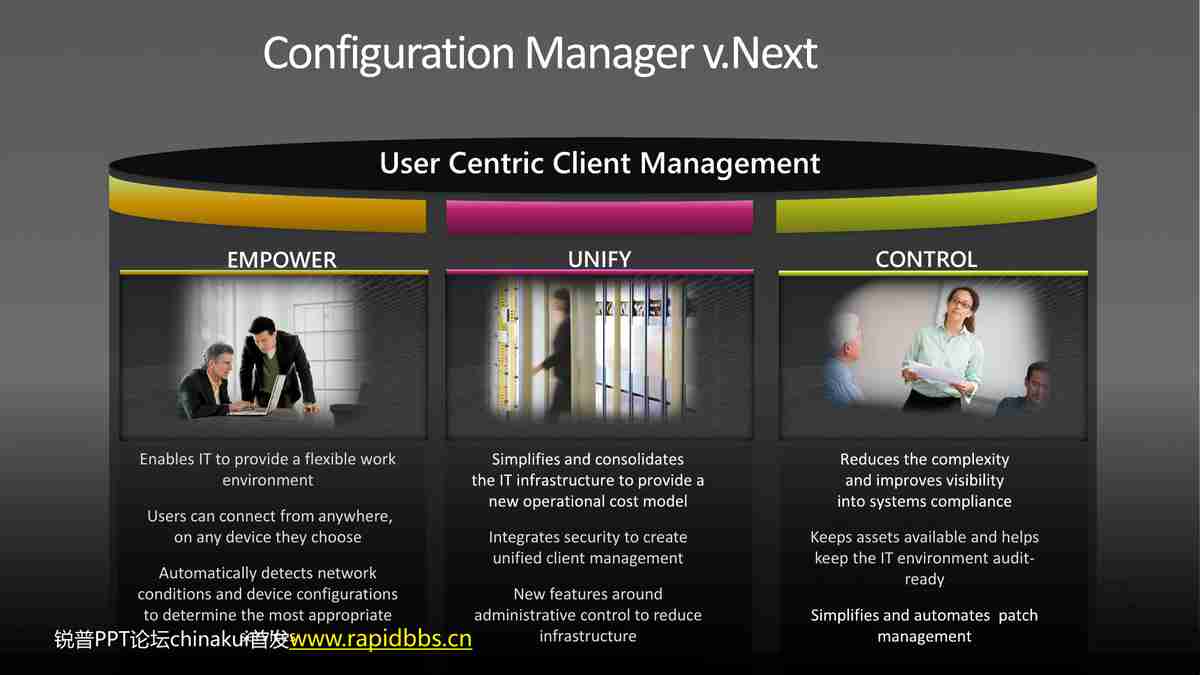 Configuration Manager v.Next
User Centric Client Management
EMPOWER
Enables IT to provide a flexible work
environment
Users can connect from anywhere,
on any device they choose
Automatically detects network
conditions and device configurations
to determine the most appropriate
UNIFY
Simplifies and consolidates
the IT infrastructure to provide a
new operational cost model
Integrates security to create
unified client management
New features around
administrative control to reduce
infrastructure
CONTROL
Reduces the complexity
and improves visibility
into systems compliance
Keeps assets available and helps
keep the IT environment audit-
ready
Simplifies and automates  patch
management
锐普PPT论坛chinakui首发www.rapidbbs.cn